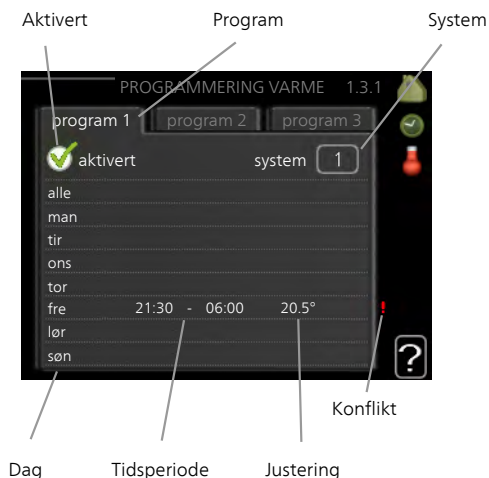 Aktivert Program System
PROGRAMMERING VARME 1.3.1
program 1 program 2 program 3
aktivert system 1
alle
man
tir
ons
tor
fre 21:30 - 06:00 20.5° !
lør
søn
?
Konflikt
Dag Tidsperiode Justering